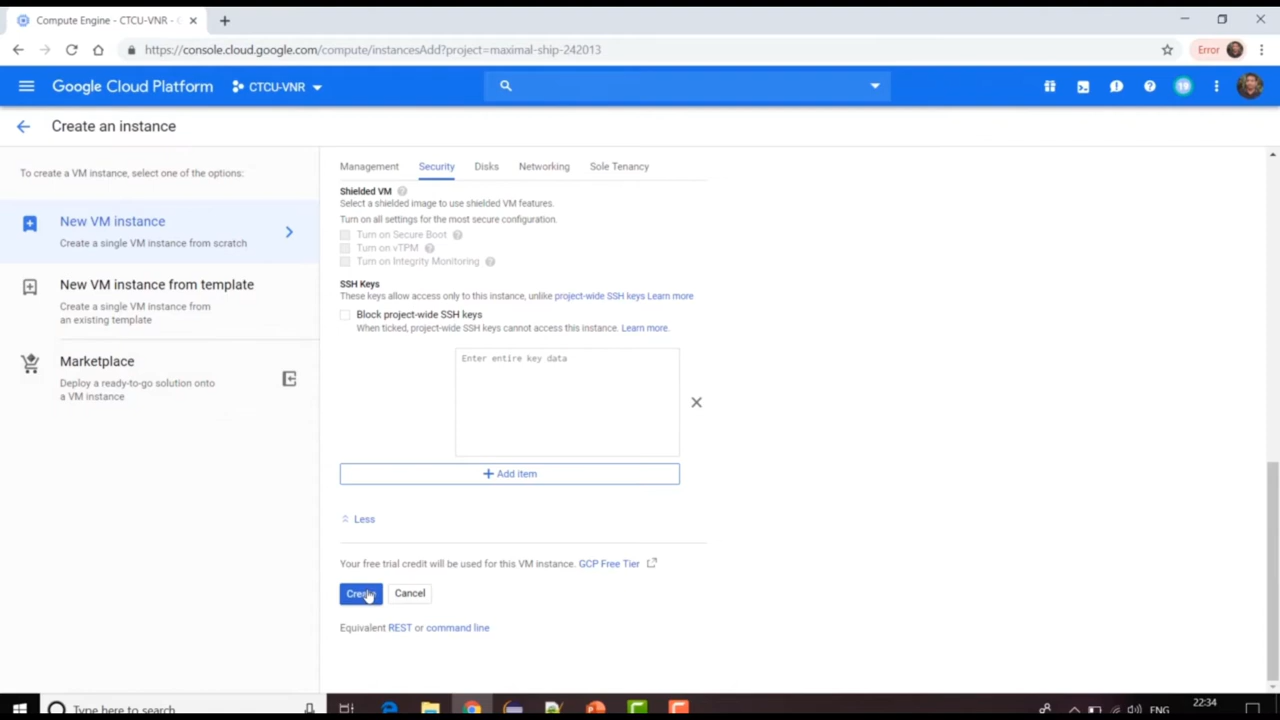 Compute Engine - CTCU-VNR -
https://console.cloud.google.com/compute/instancesAdd?project=maximal-ship-242013
Error
Google Cloud Platform
CTCU-VNR
Create an instance
To create a VM instance, select one of the options:
New VM instance
Create a single VM instance from scratch
New VM instance from template
Create a single VM instance from
an existing template
Marketplace
Deploy a ready-to-go solution onto
a VM instance
Management Security Disks Networking Sole Tenancy
Shielded VM
Select a shielded image to use shielded VM features.
Turn on all settings for the most secure configuration.
Turn on Secure Boot
Turn on vTPM
Turn on Integrity Monitoring
SSH Keys
These keys allow access only to this instance, unlike project-wide SSH keys Learn more
Block project-wide SSH keys
When ticked, project-wide SSH keys cannot access this instance. Learn more.
Enter entire key data
+ Add item
Less
Your free trial credit will be used for this VM instance. GCP Free Tier
Create Cancel
Equivalent REST or command line
Type here to search
ENG
22:34